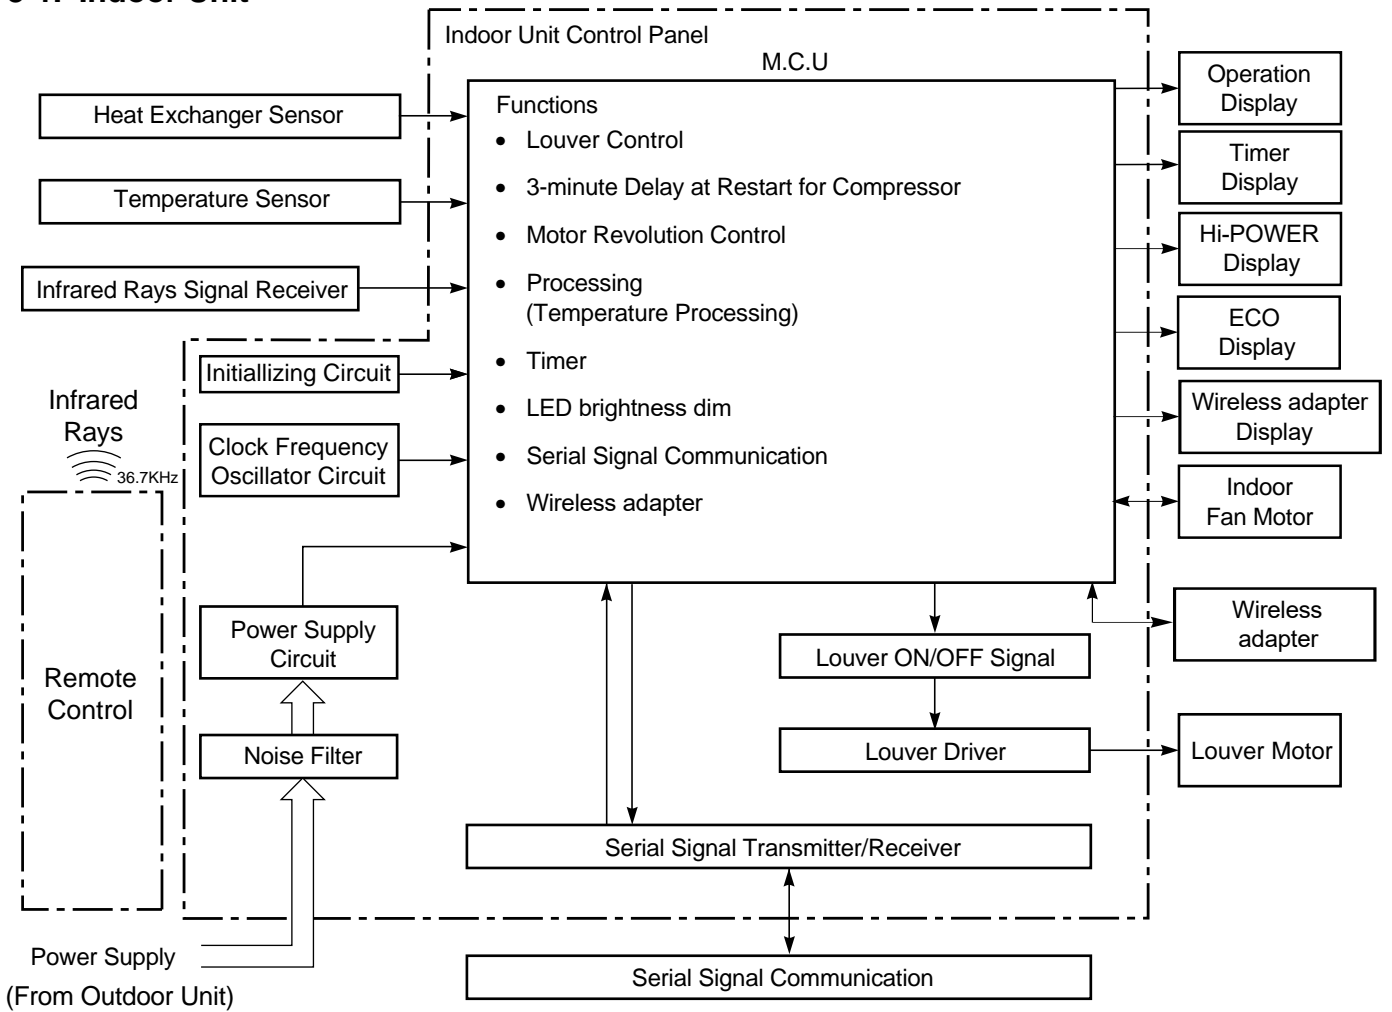 Indoor Unit
Indoor Unit Control Panel
M.C.U
Heat Exchanger Sensor
Temperature Sensor
Infrared Rays Signal Receiver
Initiallizing Circuit
Clock Frequency
Oscillator Circuit
Infrared
Rays
36.7KHz
Remote
Control
Power Supply
Circuit
Noise Filter
Power Supply
(From Outdoor Unit)
Functions
• Louver Control
• 3-minute Delay at Restart for Compressor
• Motor Revolution Control
• Processing
(Temperature Processing)
• Timer
• LED brightness dim
• Serial Signal Communication
• Wireless adapter
Louver ON/OFF Signal
Louver Driver
Serial Signal Transmitter/Receiver
Serial Signal Communication
Operation
Display
Timer
Display
Hi-POWER
Display
ECO
Display
Wireless adapter
Display
Indoor
Fan Motor
Wireless
adapter
Louver Motor